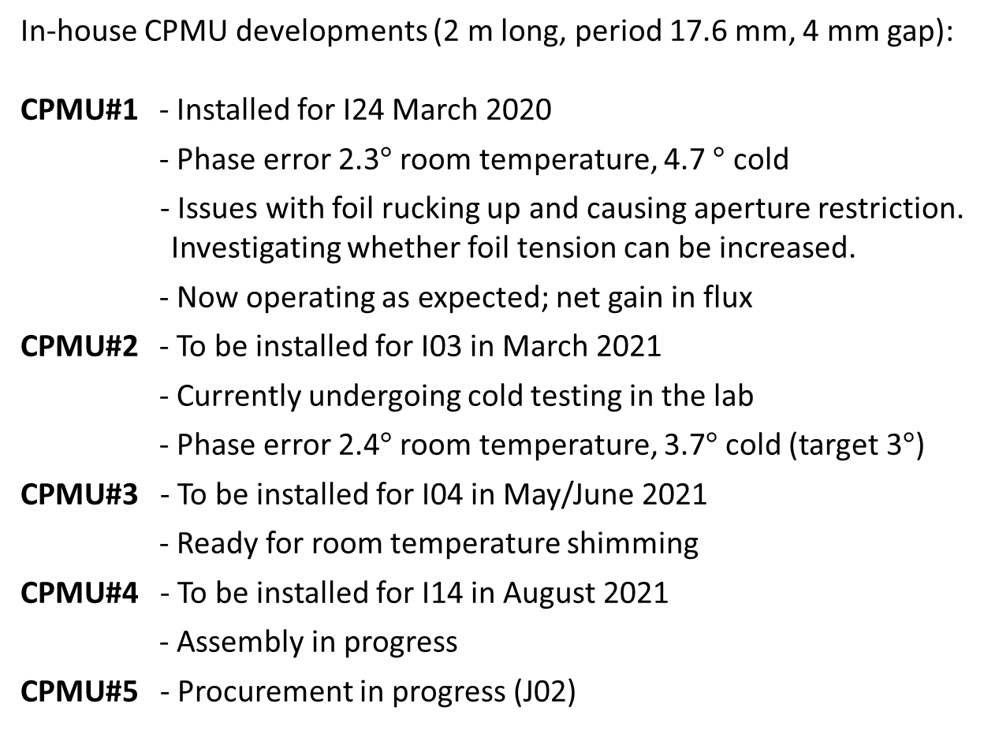 In-house CPMU developments (2 m long, period 17.6 mm, 4 mm gap):
CPMU#1 - Installed for I24 March 2020
- Phase error 2.3° room temperature, 4.7 ° cold
- Issues with foil rucking up and causing aperture restriction.
Investigating whether foil tension can be increased.
- Now operating as expected; net gain in flux
CPMU#2 - To be installed for I03 in March 2021
- Currently undergoing cold testing in the lab
- Phase error 2.4° room temperature, 3.7° cold (target 3°)
CPMU#3 - To be installed for I04 in May/June 2021
- Ready for room temperature shimming
CPMU#4 - To be installed for I14 in August 2021
- Assembly in progress
CPMU#5 - Procurement in progress (J02)